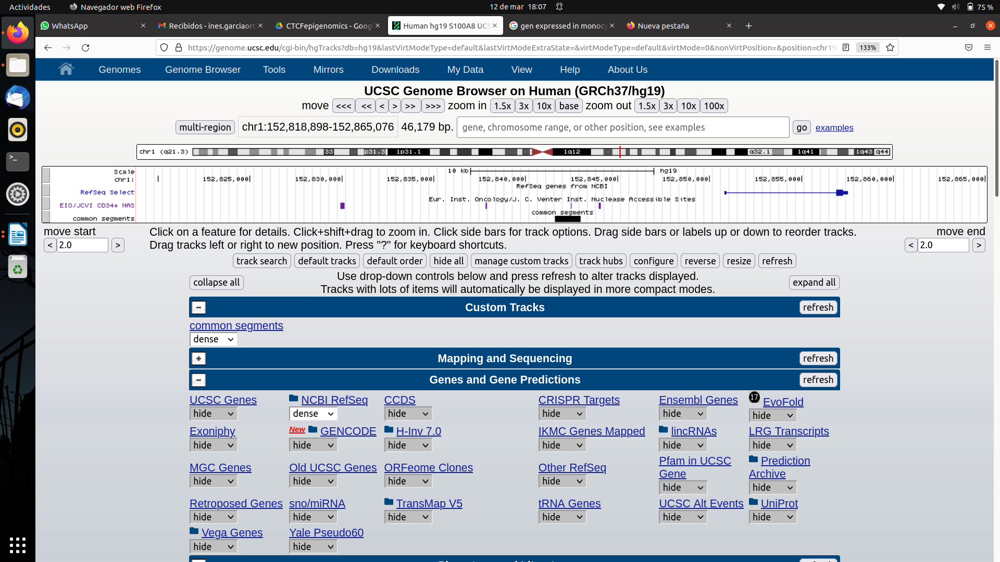 Actividades
Navegador web Firefox
12 de mar 18:07
75 %
WhatsApp
Recibidos - ines.garciaort
CTCFepigenomics - Googl
Human hg19 S100A8 UCS
gen expressed in monocy
Nueva pestaña
https://genome.ucsc.edu/cgi-bin/hgTracks?db=hg19&lastVirtModeType=default&lastVirtModeExtraState=&virtModeType=default&virtMode=0&nonVirtPosition=&position=chr1%
133%
Genomes
Genome Browser
Tools
Mirrors
Downloads
My Data
View
Help
About Us
UCSC Genome Browser on Human (GRCh37/hg19)
move <<< << < > >> >>> zoom in 1.5x 3x 10x base zoom out 1.5x 3x 10x 100x
multi-region chr1:152,818,898-152,865,076 46,179 bp. gene, chromosome range, or other position, see examples go examples
chr1 (q21.3) 33 p31.3 1p31.1 1q12 q32.1 1q41 1q43 q44
Scale 10 kb hg19
chr1: 152,825,000 152,830,000 152,835,000 152,840,000 152,845,000 152,850,000 152,855,000 152,860,000 152,865,000
RefSeq genes from NCBI
RefSeq Select
Eur. Inst. Oncology/J. C. Venter Inst. Nuclease Accessible Sites
EIO/JCVI CD34+ NAS
common segments
common segments
move start
< 2.0 >
Click on a feature for details. Click+shift+drag to zoom in. Click side bars for track options. Drag side bars or labels up or down to reorder tracks.
Drag tracks left or right to new position. Press "?" for keyboard shortcuts.
move end
< 2.0 >
track search default tracks default order hide all manage custom tracks track hubs configure reverse resize refresh
collapse all
Use drop-down controls below and press refresh to alter tracks displayed.
Tracks with lots of items will automatically be displayed in more compact modes.
expand all
- Custom Tracks refresh
common segments
dense
+ Mapping and Sequencing refresh
- Genes and Gene Predictions refresh
UCSC Genes NCBI RefSeq CCDS CRISPR Targets Ensembl Genes 17 EvoFold
hide dense hide hide hide hide
Exoniphy New GENCODE H-Inv 7.0 IKMC Genes Mapped lincRNAs LRG Transcripts
hide hide hide hide hide hide
MGC Genes Old UCSC Genes ORFeome Clones Other RefSeq Pfam in UCSC Gene Prediction Archive
hide hide hide hide hide hide
Retroposed Genes sno/miRNA TransMap V5 tRNA Genes UCSC Alt Events UniProt
hide hide hide hide hide hide
Vega Genes Yale Pseudo60
hide hide